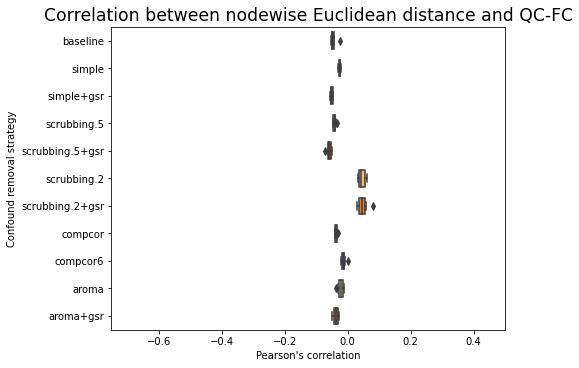 Correlation between nodewise Euclidean distance and QC-FC
baseline
simple
simple+gsr
scrubbing.5
scrubbing.5+gsr
scrubbing.2
scrubbing.2+gsr
compcor
compcor6
aroma
aroma+gsr
Confound removal strategy
−0.6 −0.4 −0.2 0.0 0.2 0.4
Pearson's correlation